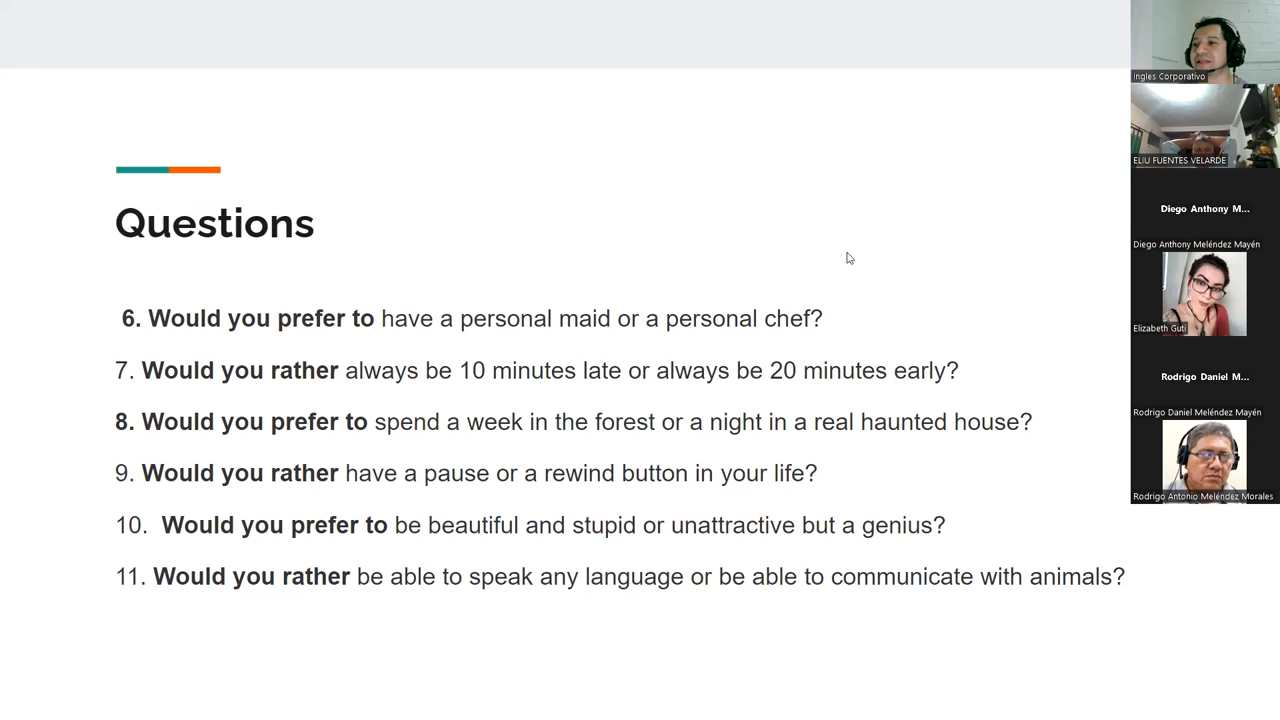 Questions
6. Would you prefer to have a personal maid or a personal chef?
7. Would you rather always be 10 minutes late or always be 20 minutes early?
8. Would you prefer to spend a week in the forest or a night in a real haunted house?
9. Would you rather have a pause or a rewind button in your life?
10. Would you prefer to be beautiful and stupid or unattractive but a genius?
11. Would you rather be able to speak any language or be able to communicate with animals?
Ingles Corporativo
ELIU FUENTES VELARDE
Diego Anthony M...
Diego Anthony Meléndez Mayén
Elizabeth Guti
Rodrigo Daniel M...
Rodrigo Daniel Meléndez Mayén
Rodrigo Antonio Meléndez Morales